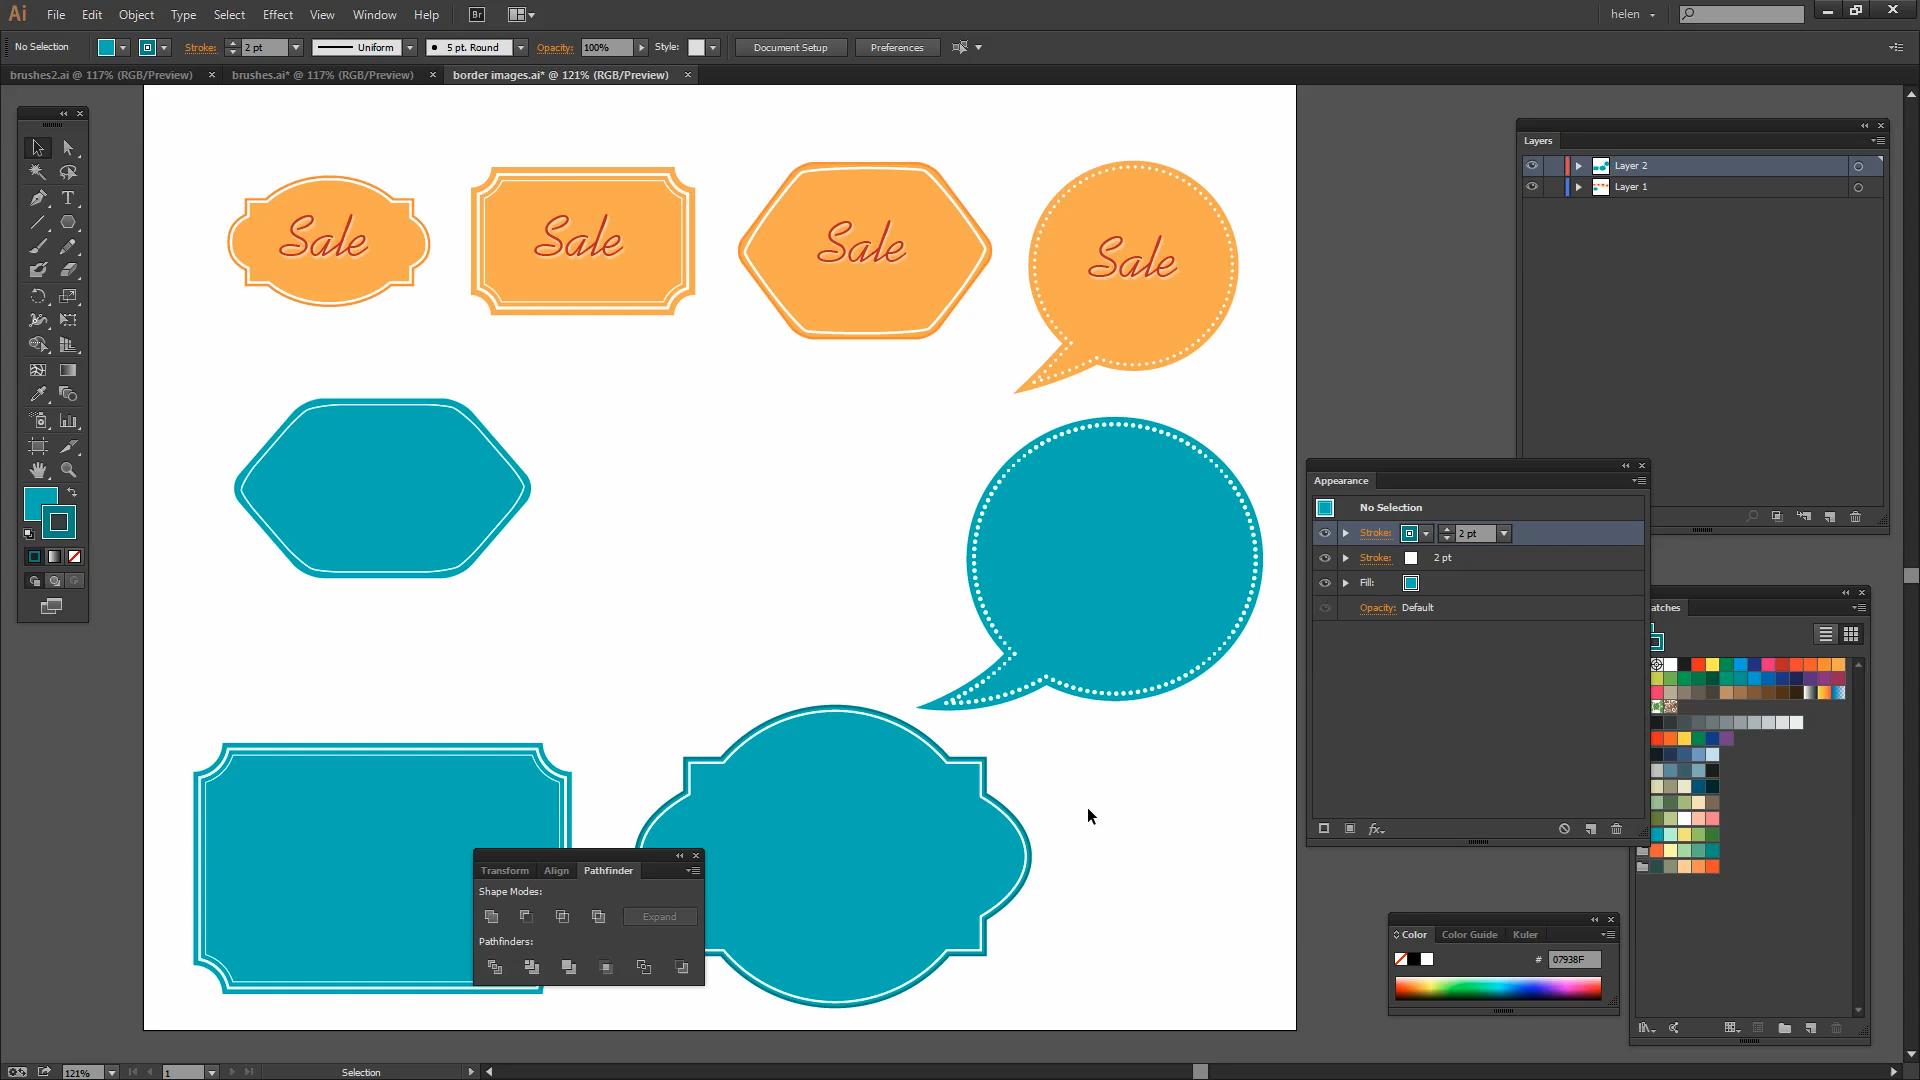 Ai File Edit Object Type Select Effect View Window Help Br helen
No Selection Stroke: 2 pt Uniform 5 pt. Round Opacity: 100% Style: Document Setup Preferences
brushes2.ai @ 117% (RGB/Preview) × brushes.ai* @ 117% (RGB/Preview) × border images.ai* @ 121% (RGB/Preview) ×
Layers
Layer 2
Layer 1
Sale
Sale
Sale
Sale
Appearance
No Selection
Stroke: 2 pt
Stroke: 2 pt
Fill:
Opacity: Default
atches
Transform Align Pathfinder
Shape Modes:
Expand
Pathfinders:
Color Color Guide Kuler
# 07938F
121% 1 Selection